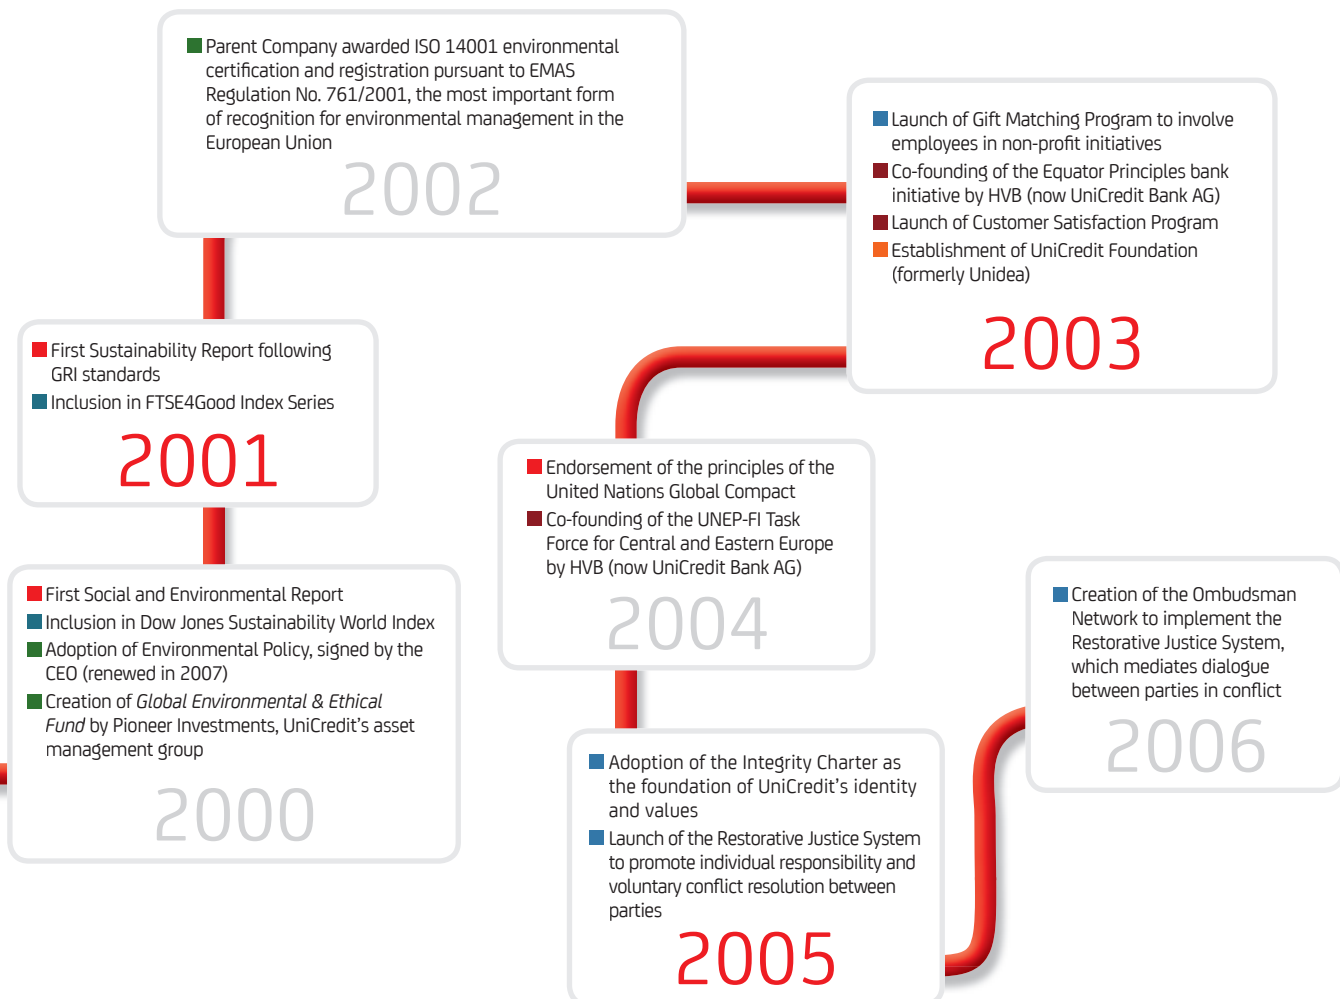 Parent Company awarded ISO 14001 environmental
certification and registration pursuant to EMAS
Regulation No. 761/2001, the most important form
of recognition for environmental management in the
European Union
2002
Launch of Gift Matching Program to involve
employees in non-profit initiatives
Co-founding of the Equator Principles bank
initiative by HVB (now UniCredit Bank AG)
Launch of Customer Satisfaction Program
Establishment of UniCredit Foundation
(formerly Unidea)
2003
First Sustainability Report following
GRI standards
Inclusion in FTSE4Good Index Series
2001
Endorsement of the principles of the
United Nations Global Compact
Co-founding of the UNEP-FI Task
Force for Central and Eastern Europe
by HVB (now UniCredit Bank AG)
2004
First Social and Environmental Report
Inclusion in Dow Jones Sustainability World Index
Adoption of Environmental Policy, signed by the
CEO (renewed in 2007)
Creation of Global Environmental & Ethical
Fund by Pioneer Investments, UniCredit's asset
management group
2000
Creation of the Ombudsman
Network to implement the
Restorative Justice System,
which mediates dialogue
between parties in conflict
2006
Adoption of the Integrity Charter as
the foundation of UniCredit's identity
and values
Launch of the Restorative Justice System
to promote individual responsibility and
voluntary conflict resolution between
parties
2005